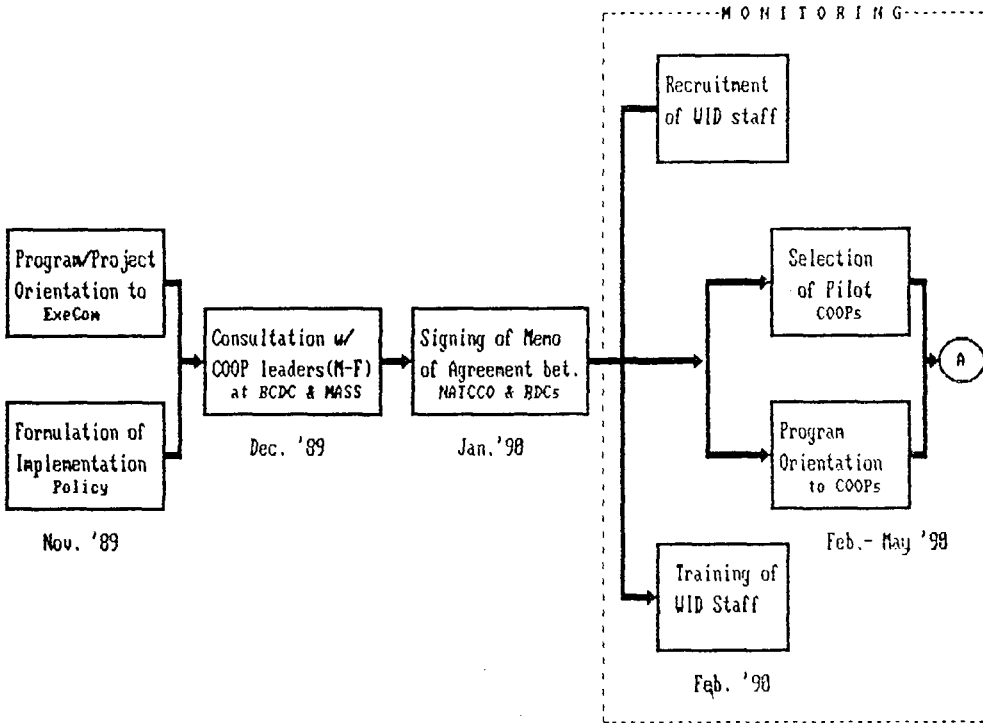 MONITORING
Recruitment
of WID staff
Program/Project
Orientation to
ExeCom
Formulation of
Implementation
Policy
Nov. '89
Consultation w/
COOP leaders(M-F)
at BCDC & MASS
Dec. '89
Signing of Memo
of Agreement bet.
NATCCO & RDCs
Jan. '90
Selection
of Pilot
COOPs
Program
Orientation
to COOPs
Feb.- May '90
A
Training of
WID Staff
Feb. '90